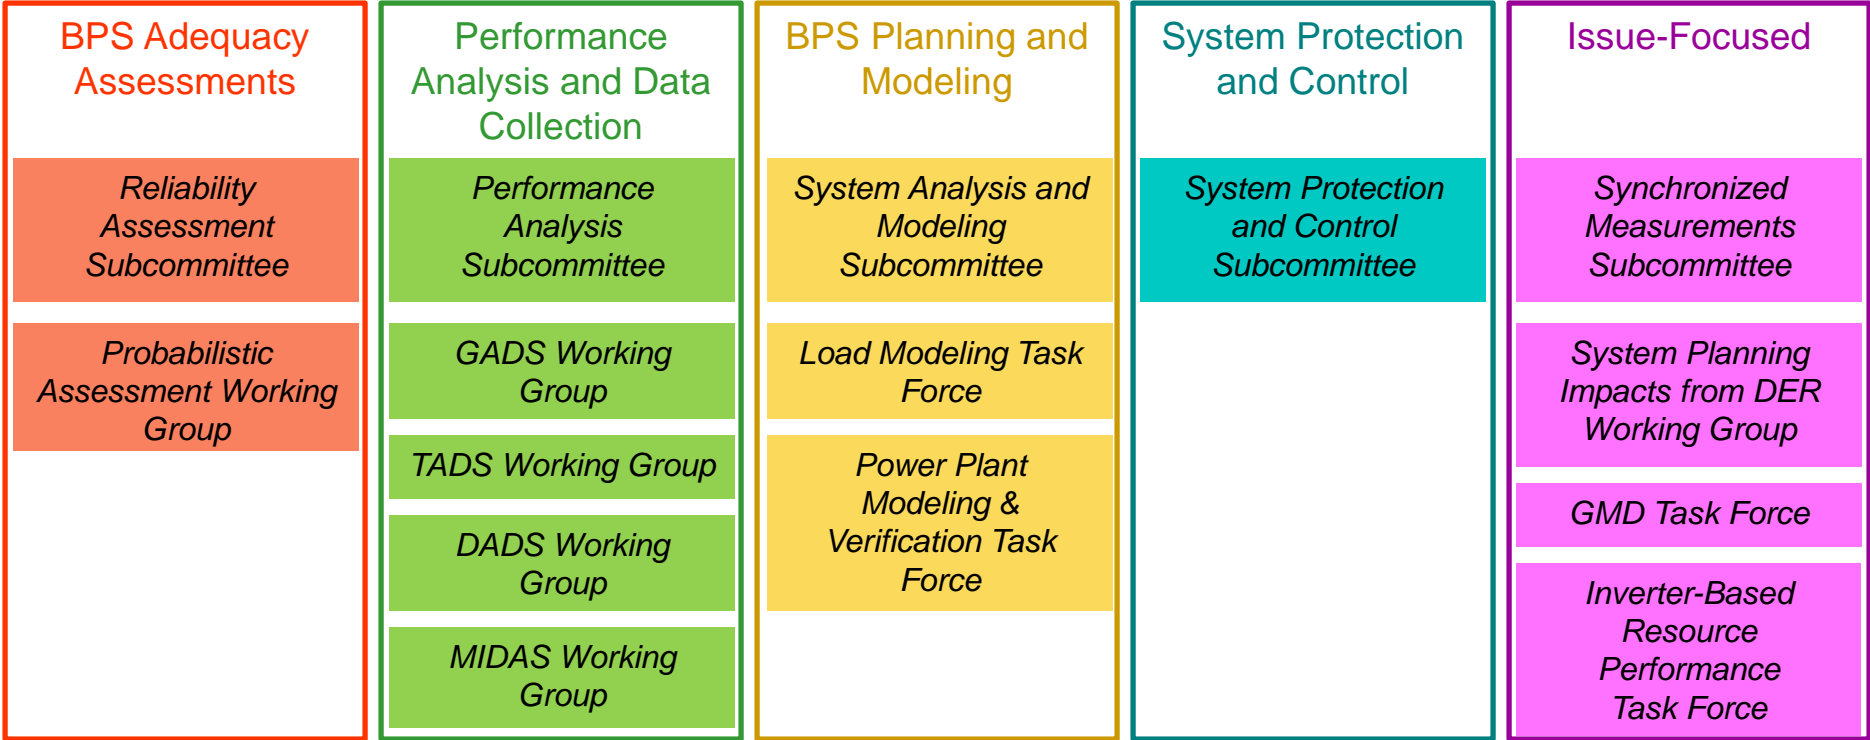 BPS Adequacy
Assessments
Reliability
Assessment
Subcommittee
Probabilistic
Assessment Working
Group
Performance
Analysis and Data
Collection
Performance
Analysis
Subcommittee
GADS Working
Group
TADS Working Group
DADS Working
Group
MIDAS Working
Group
BPS Planning and
Modeling
System Analysis and
Modeling
Subcommittee
Load Modeling Task
Force
Power Plant
Modeling &
Verification Task
Force
System Protection
and Control
System Protection
and Control
Subcommittee
Issue-Focused
Synchronized
Measurements
Subcommittee
System Planning
Impacts from DER
Working Group
GMD Task Force
Inverter-Based
Resource
Performance
Task Force